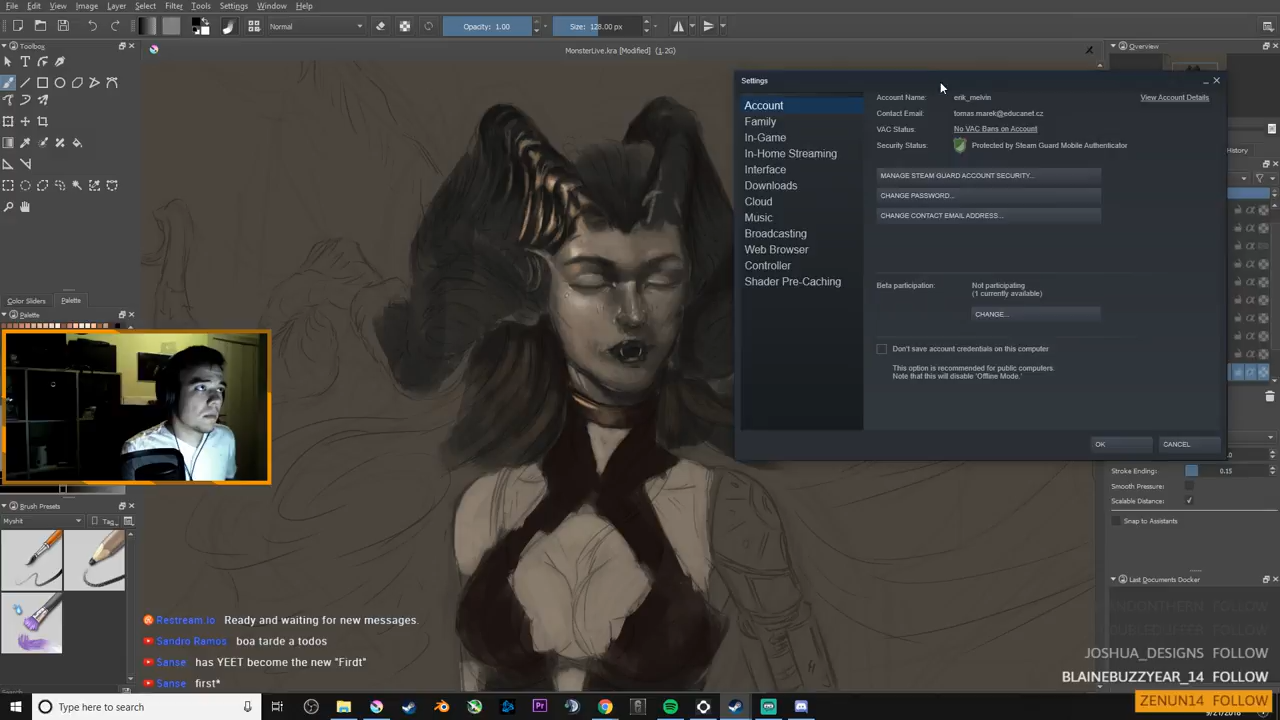 File Edit View Image Layer Select Filter Tools Settings Window Help
Normal
Opacity: 1.00
Size: 128.00 px
Toolbox
MonsterLive.kra [Modified] (1.2G)
Overview
Settings
Account
Family
In-Game
In-Home Streaming
Interface
Downloads
Cloud
Music
Broadcasting
Web Browser
Controller
Shader Pre-Caching
Account Name: erik_melvin
View Account Details
Contact Email: tomas.marek@educanet.cz
VAC Status: No VAC Bans on Account
Security Status: Protected by Steam Guard Mobile Authenticator
MANAGE STEAM GUARD ACCOUNT SECURITY...
CHANGE PASSWORD...
CHANGE CONTACT EMAIL ADDRESS...
Beta participation: Not participating
(1 currently available)
CHANGE...
Don't save account credentials on this computer
This option is recommended for public computers.
Note that this will disable 'Offline Mode.'
OK CANCEL
Color Sliders Palette
Palette
Brush Presets
Myshit
Tag
Stroke Ending: 0.15
Smooth Pressure:
Scalable Distance:
Snap to Assistants
Last Documents Docker
Restream.io Ready and waiting for new messages.
Sandro Ramos boa tarde a todos
Sanse has YEET become the new "Firdt"
Sanse first*
JOSHUA_DESIGNS FOLLOW
BLAINEBUZZYEAR_14 FOLLOW
ZENUN14 FOLLOW
Type here to search
9/21/2018